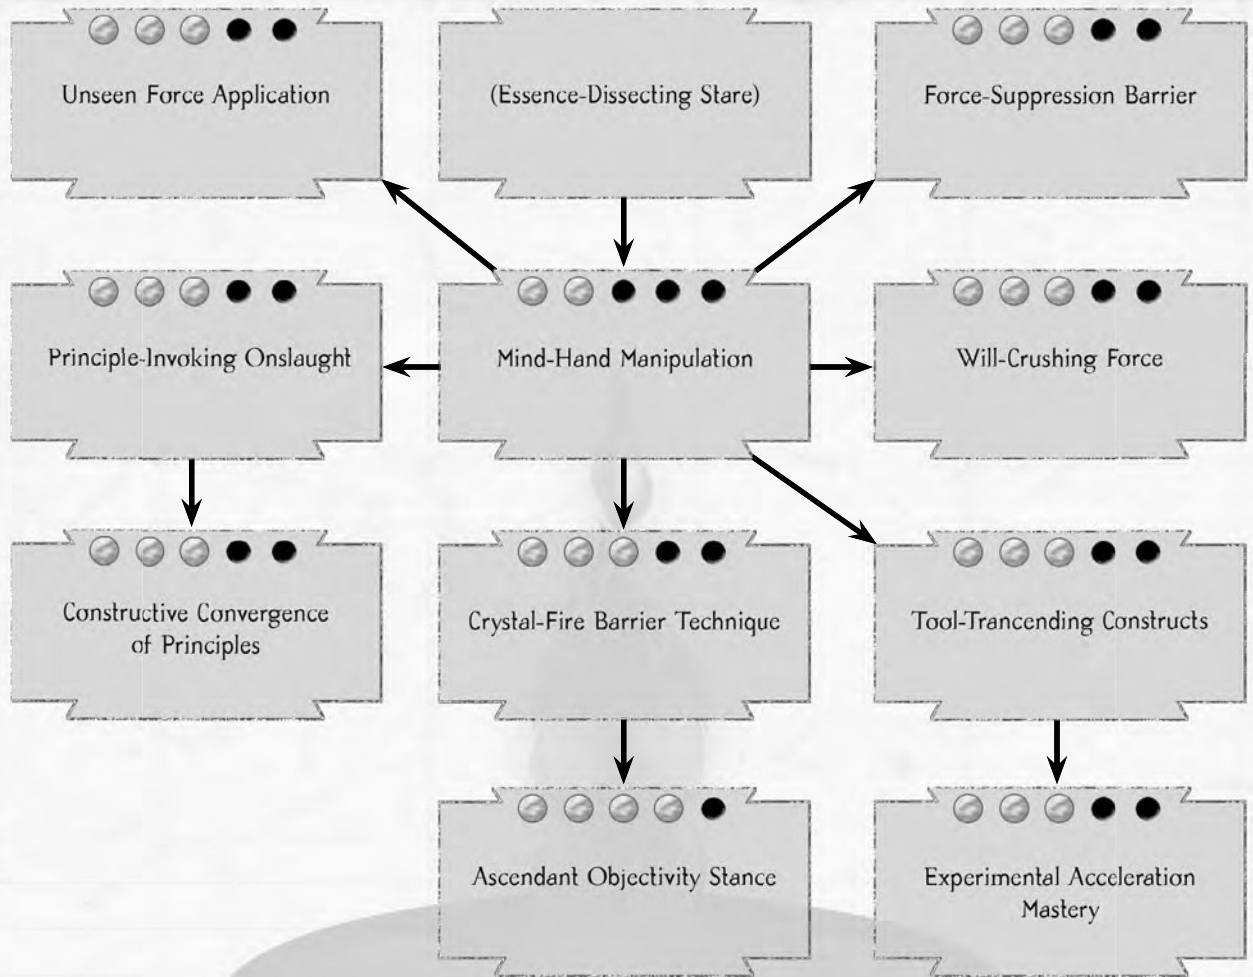 Unseen Force Application
(Essence-Dissecting Stare)
Force-Suppression Barrier
Principle-Invoking Onslaught
Mind-Hand Manipulation
Will-Crushing Force
Constructive Convergence
of Principles
Crystal-Fire Barrier Technique
Tool-Trancending Constructs
Ascendant Objectivity Stance
Experimental Acceleration
Mastery